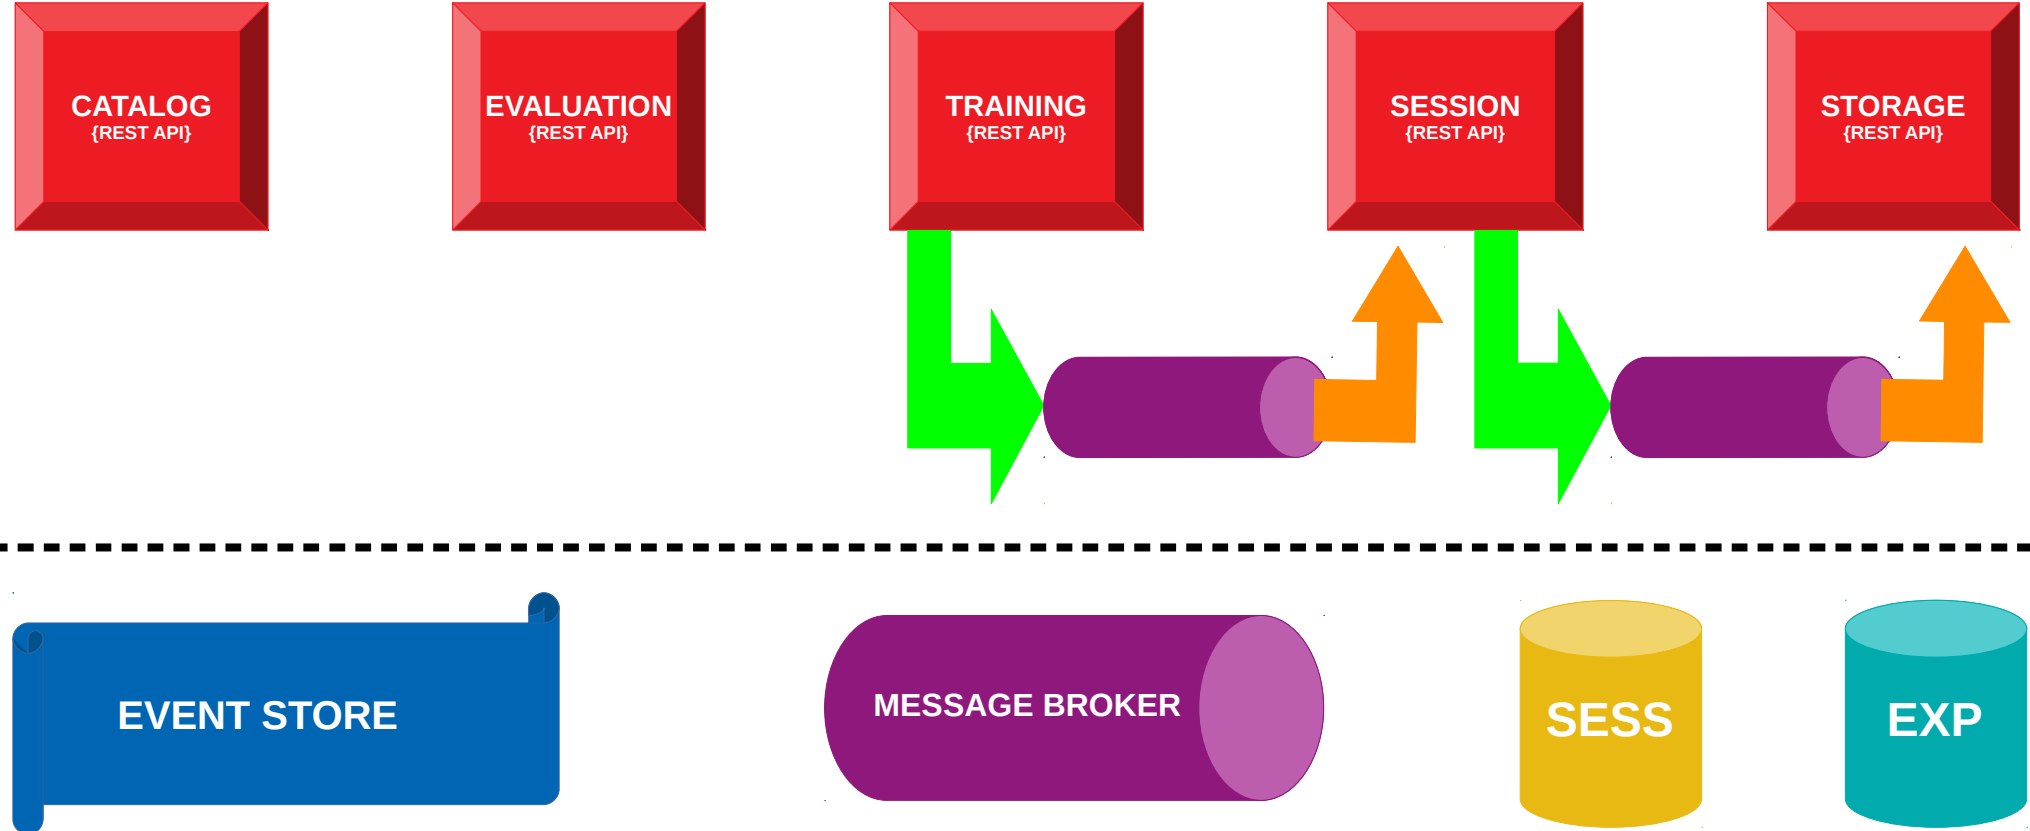 CATALOG
{REST API}
EVALUATION
{REST API}
TRAINING
{REST API}
SESSION
{REST API}
STORAGE
{REST API}
EVENT STORE
MESSAGE BROKER
SESS
EXP